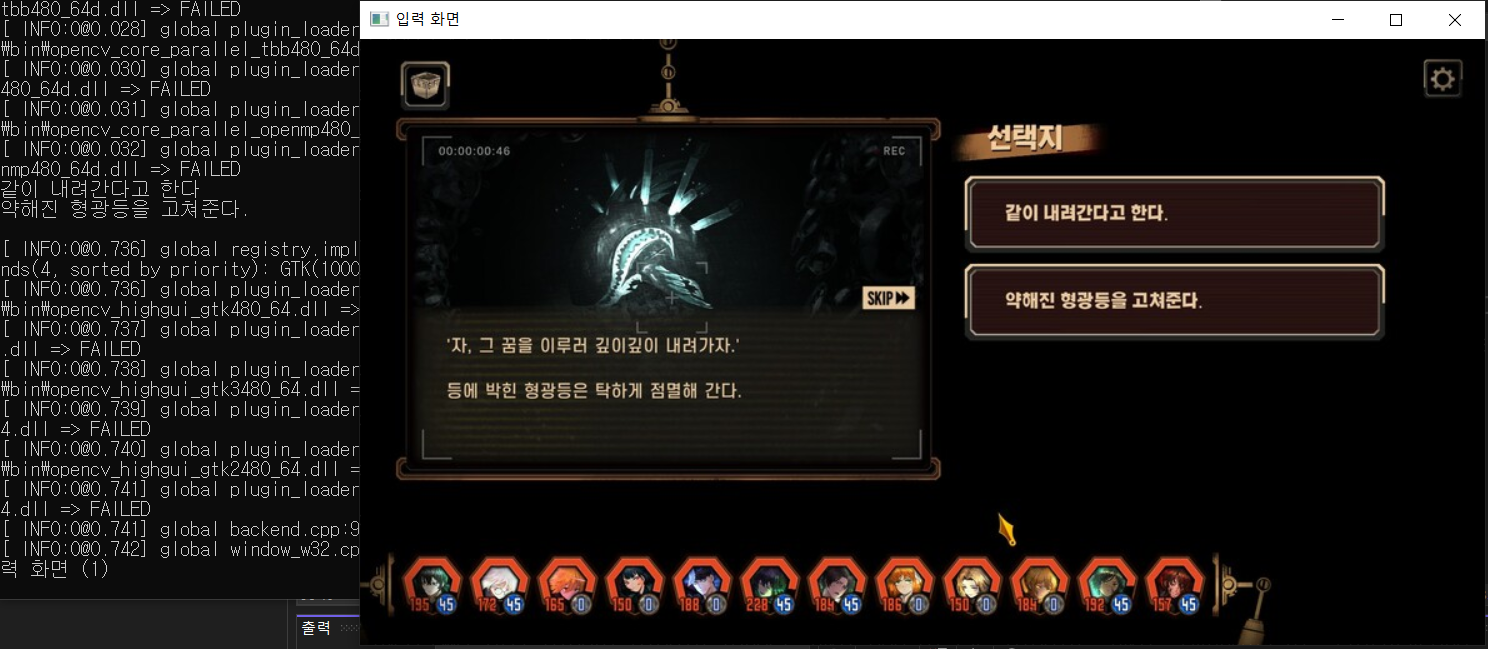 tbb480_64d.dll => FAILED
[ INFO:0@0.028] global plugin_loader
₩bin₩opencv_core_parallel_tbb480_64d
[ INFO:0@0.030] global plugin_loader
480_64d.dll => FAILED
[ INFO:0@0.031] global plugin_loader
₩bin₩opencv_core_parallel_openmp480_
[ INFO:0@0.032] global plugin_loader
nmp480_64d.dll => FAILED
같이 내려간다고 한다
약해진 형광등을 고쳐준다.
[ INFO:0@0.736] global registry.impl
nds(4, sorted by priority): GTK(1000
[ INFO:0@0.736] global plugin_loader
₩bin₩opencv_highgui_gtk480_64.dll =>
[ INFO:0@0.737] global plugin_loader
.dll => FAILED
[ INFO:0@0.738] global plugin_loader
₩bin₩opencv_highgui_gtk3480_64.dll =
[ INFO:0@0.739] global plugin_loader
4.dll => FAILED
[ INFO:0@0.740] global plugin_loader
₩bin₩opencv_highgui_gtk2480_64.dll =
[ INFO:0@0.741] global plugin_loader
4.dll => FAILED
[ INFO:0@0.741] global backend.cpp:9
[ INFO:0@0.742] global window_w32.cp
력 화면 (1)
출력
입력 화면
00:00:00:46
REC
SKIP
'자, 그 꿈을 이루러 깊이깊이 내려가자.'
등에 박힌 형광등은 탁하게 점멸해 간다.
선택지
같이 내려간다고 한다.
약해진 형광등을 고쳐준다.
195 45 172 45 165 0 150 0 188 0 228 45 184 45 186 0 150 0 184 0 192 45 157 45